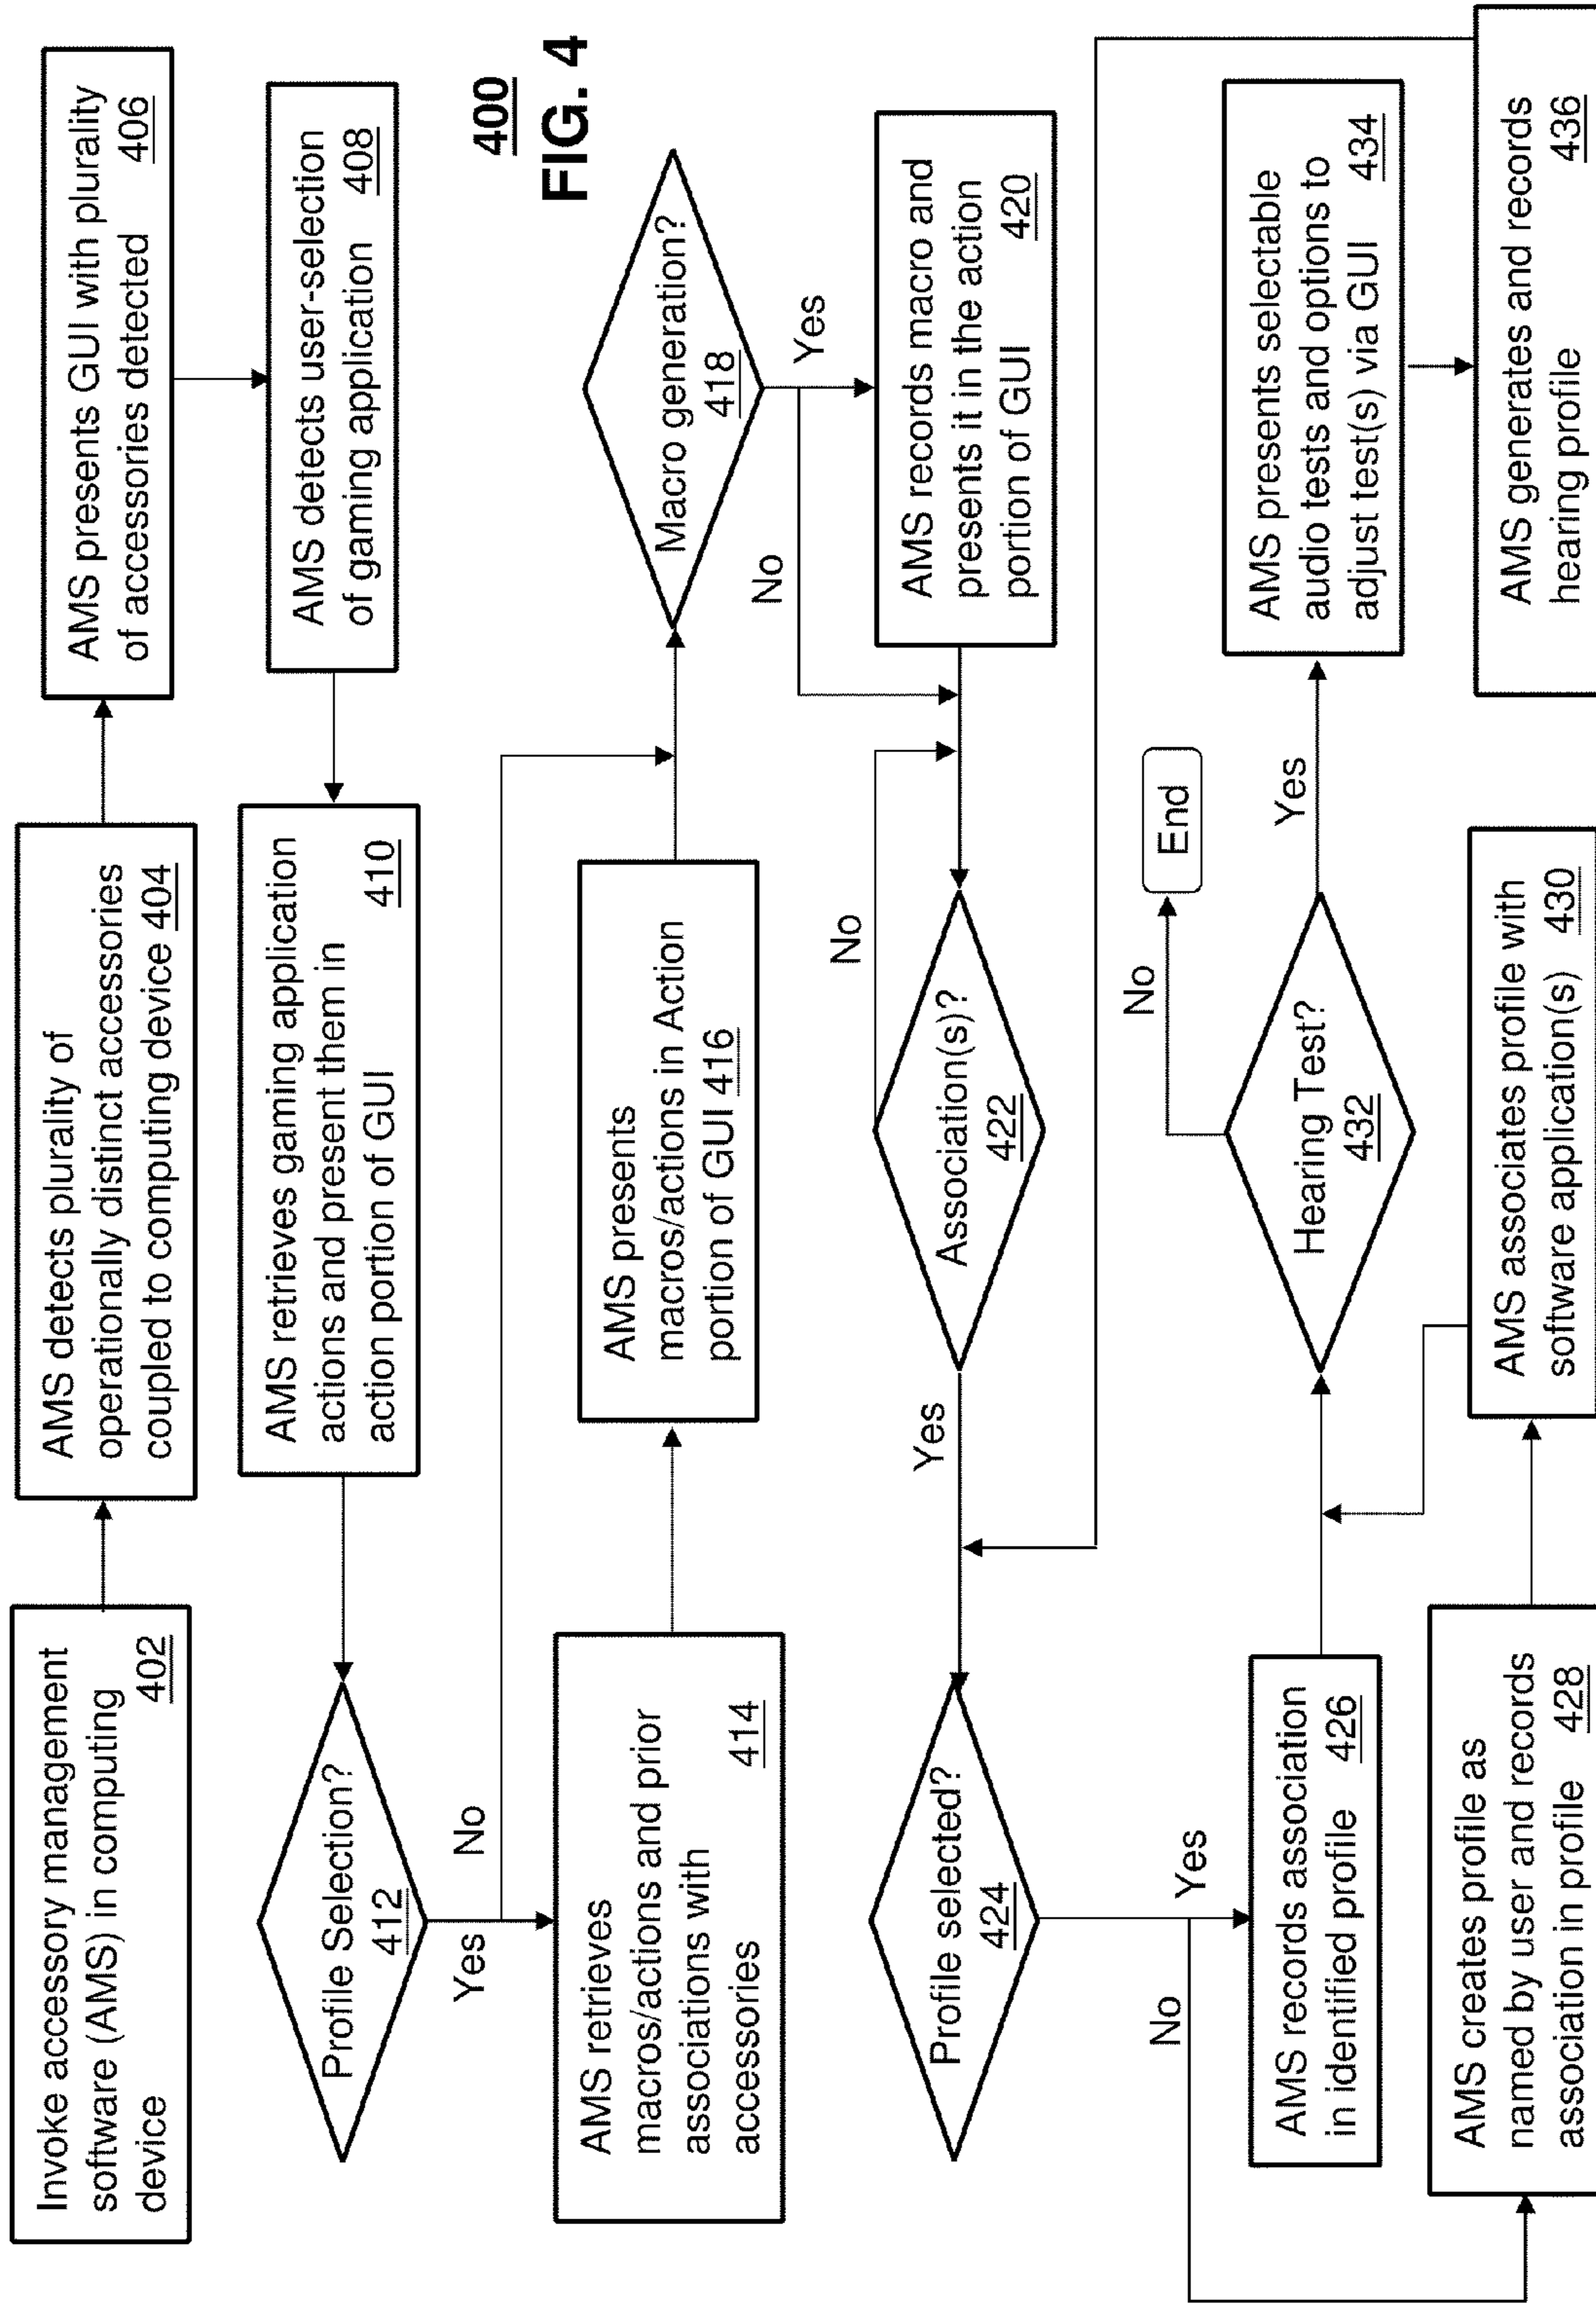 Invoke accessory management
software (AMS) in computing
device 402
AMS detects plurality of
operationally distinct accessories
coupled to computing device 404
AMS presents GUI with plurality
of accessories detected 406
AMS detects user-selection
of gaming application 408
AMS retrieves gaming application
actions and present them in
action portion of GUI 410
Profile Selection?
412
No
Yes
400
FIG. 4
AMS retrieves
macros/actions and prior
associations with
accessories 414
AMS presents
macros/actions in Action
portion of GUI 416
Macro generation?
418
No
Yes
AMS records macro and
presents it in the action
portion of GUI 420
Association(s)?
422
No
Yes
Profile selected?
424
No
Yes
AMS records association
in identified profile 426
AMS creates profile as
named by user and records
association in profile 428
AMS associates profile with
software application(s) 430
Hearing Test?
432
No
End
Yes
AMS presents selectable
audio tests and options to
adjust test(s) via GUI 434
AMS generates and records
hearing profile 436